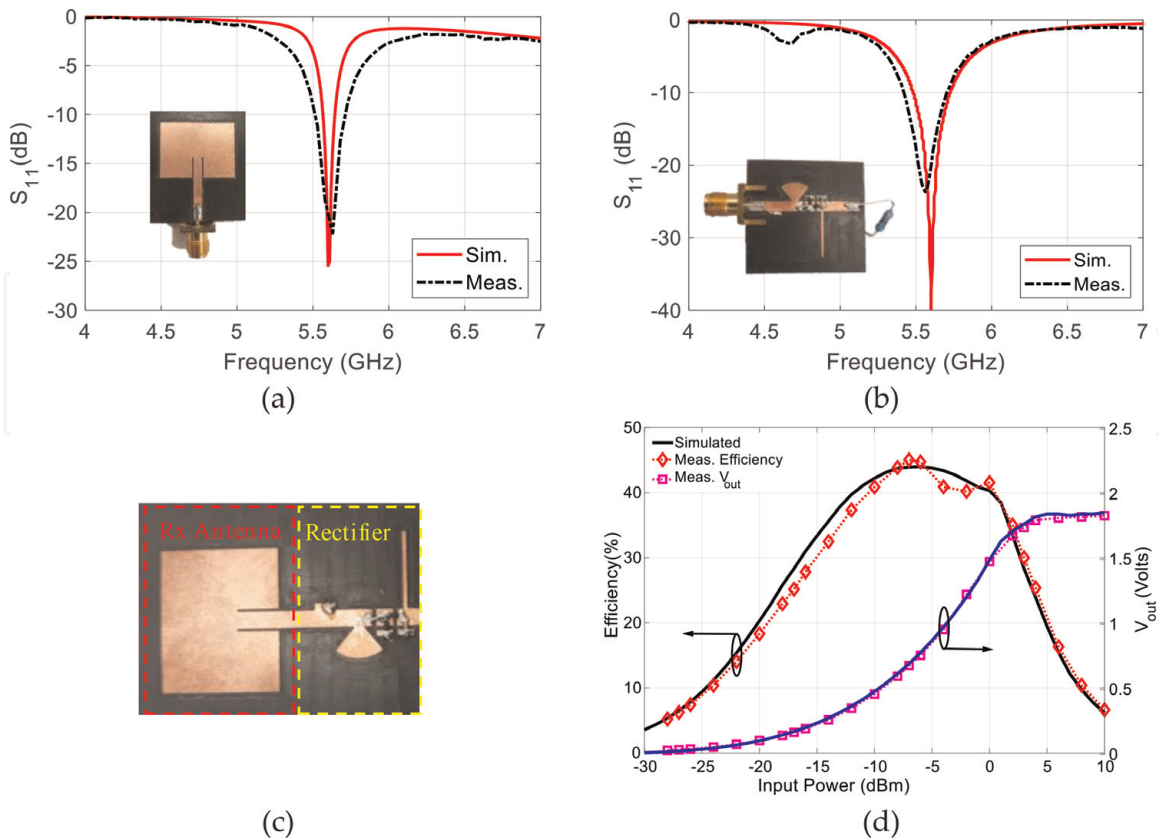 0
-5
-10
-15
-20
-25
-30
S11 (dB)
4
4.5
5
5.5
6
6.5
7
Frequency (GHz)
Sim.
Meas.
(a)
0
-10
-20
-30
-40
S11 (dB)
4
4.5
5
5.5
6
6.5
7
Frequency (GHz)
Sim.
Meas.
(b)
Rx Antenna
Rectifier
(c)
50
40
30
20
10
0
Efficiency(%)
Simulated
Meas. Efficiency
Meas. Vout
2.5
2
1.5
1
0.5
0
Vout (Volts)
-30
-25
-20
-15
-10
-5
0
5
10
Input Power (dBm)
(d)